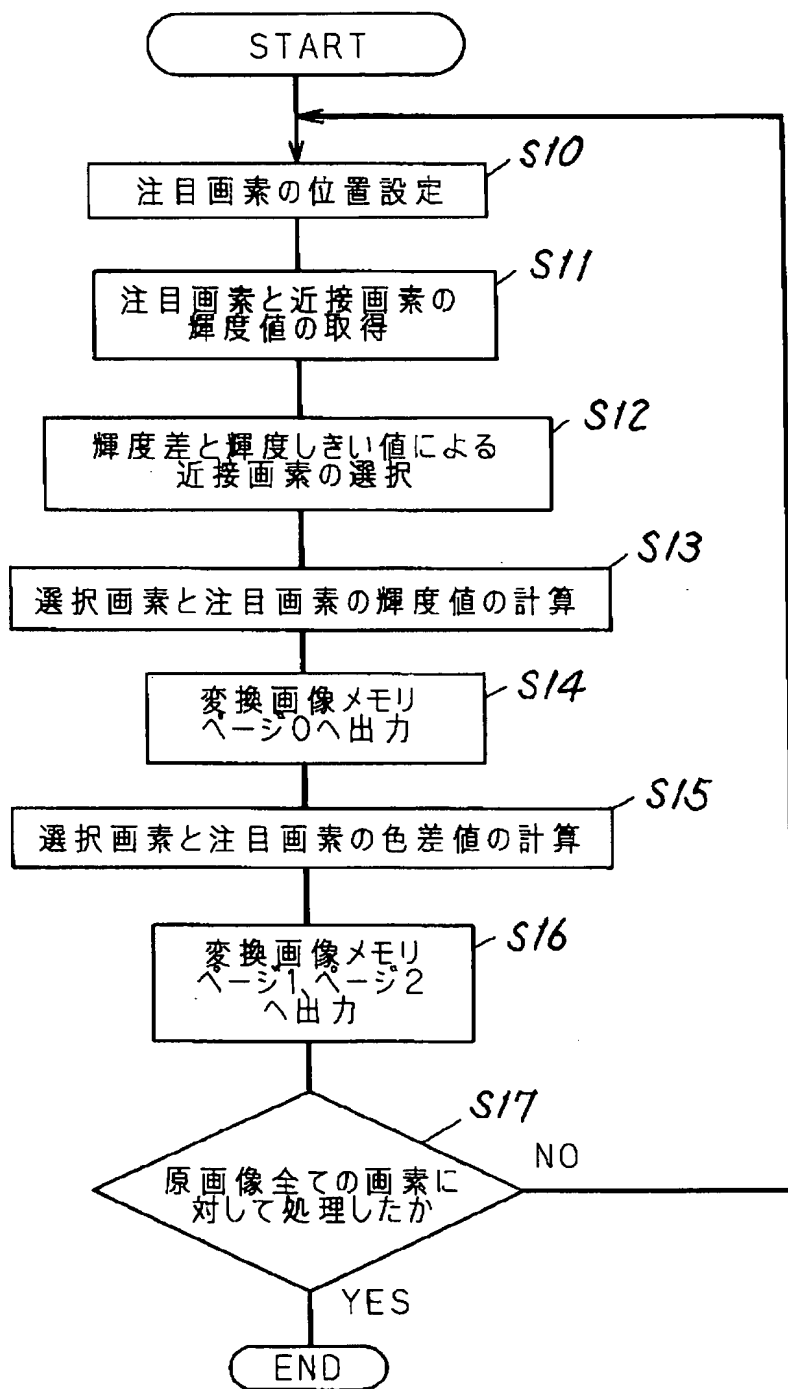 START
S10
注目画素の位置設定
S11
注目画素と近接画素の
輝度値の取得
S12
輝度差と輝度しきい値による
近接画素の選択
S13
選択画素と注目画素の輝度値の計算
S14
変換画像メモリ
ページ0へ出力
S15
選択画素と注目画素の色差値の計算
S16
変換画像メモリ
ページ1、ページ2
へ出力
S17
原画像全ての画素に
対して処理したか
NO
YES
END